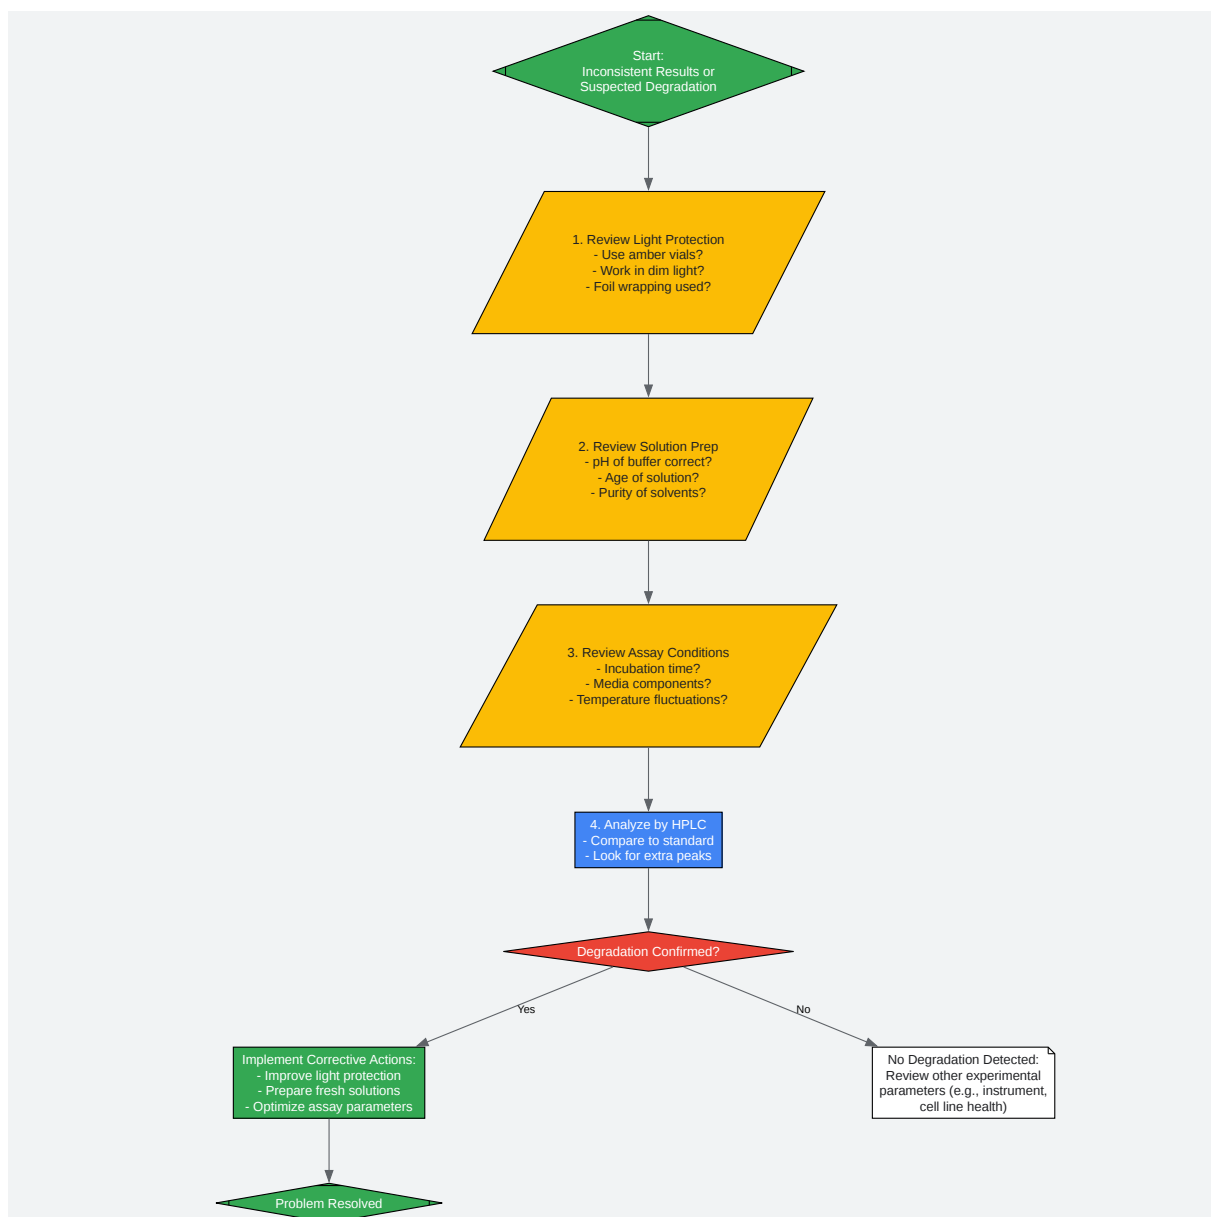 Start:
Inconsistent Results or
Suspected Degradation
1. Review Light Protection
- Use amber vials?
- Work in dim light?
- Foil wrapping used?
2. Review Solution Prep
- pH of buffer correct?
- Age of solution?
- Purity of solvents?
3. Review Assay Conditions
- Incubation time?
- Media components?
- Temperature fluctuations?
4. Analyze by HPLC
- Compare to standard
- Look for extra peaks
Degradation Confirmed?
Yes
No
Implement Corrective Actions:
- Improve light protection
- Prepare fresh solutions
- Optimize assay parameters
No Degradation Detected:
Review other experimental
parameters (e.g., instrument,
cell line health)
Problem Resolved